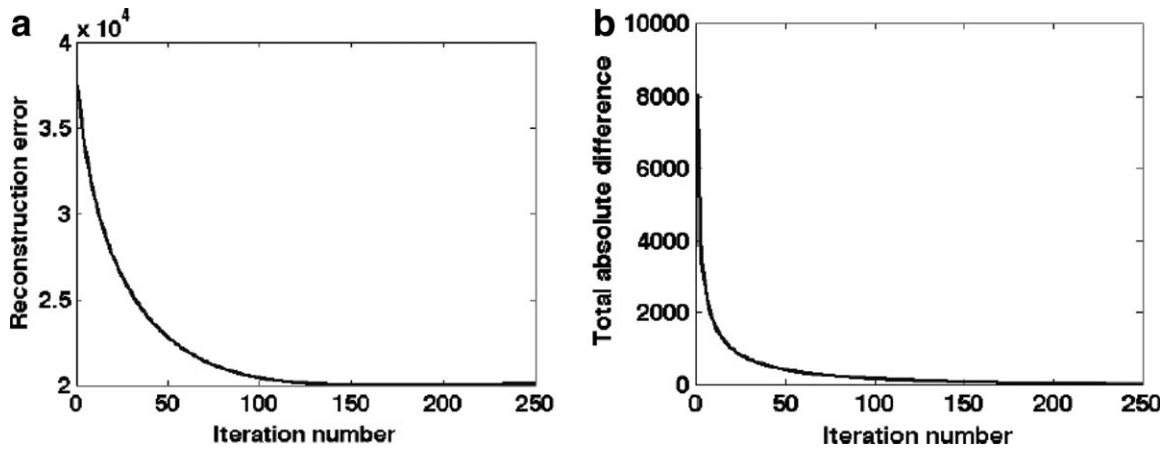 a
x 10^4
4
3.5
3
2.5
2
0 50 100 150 200 250
Reconstruction error
Iteration number
b
10000
8000
6000
4000
2000
0
0 50 100 150 200 250
Total absolute difference
Iteration number